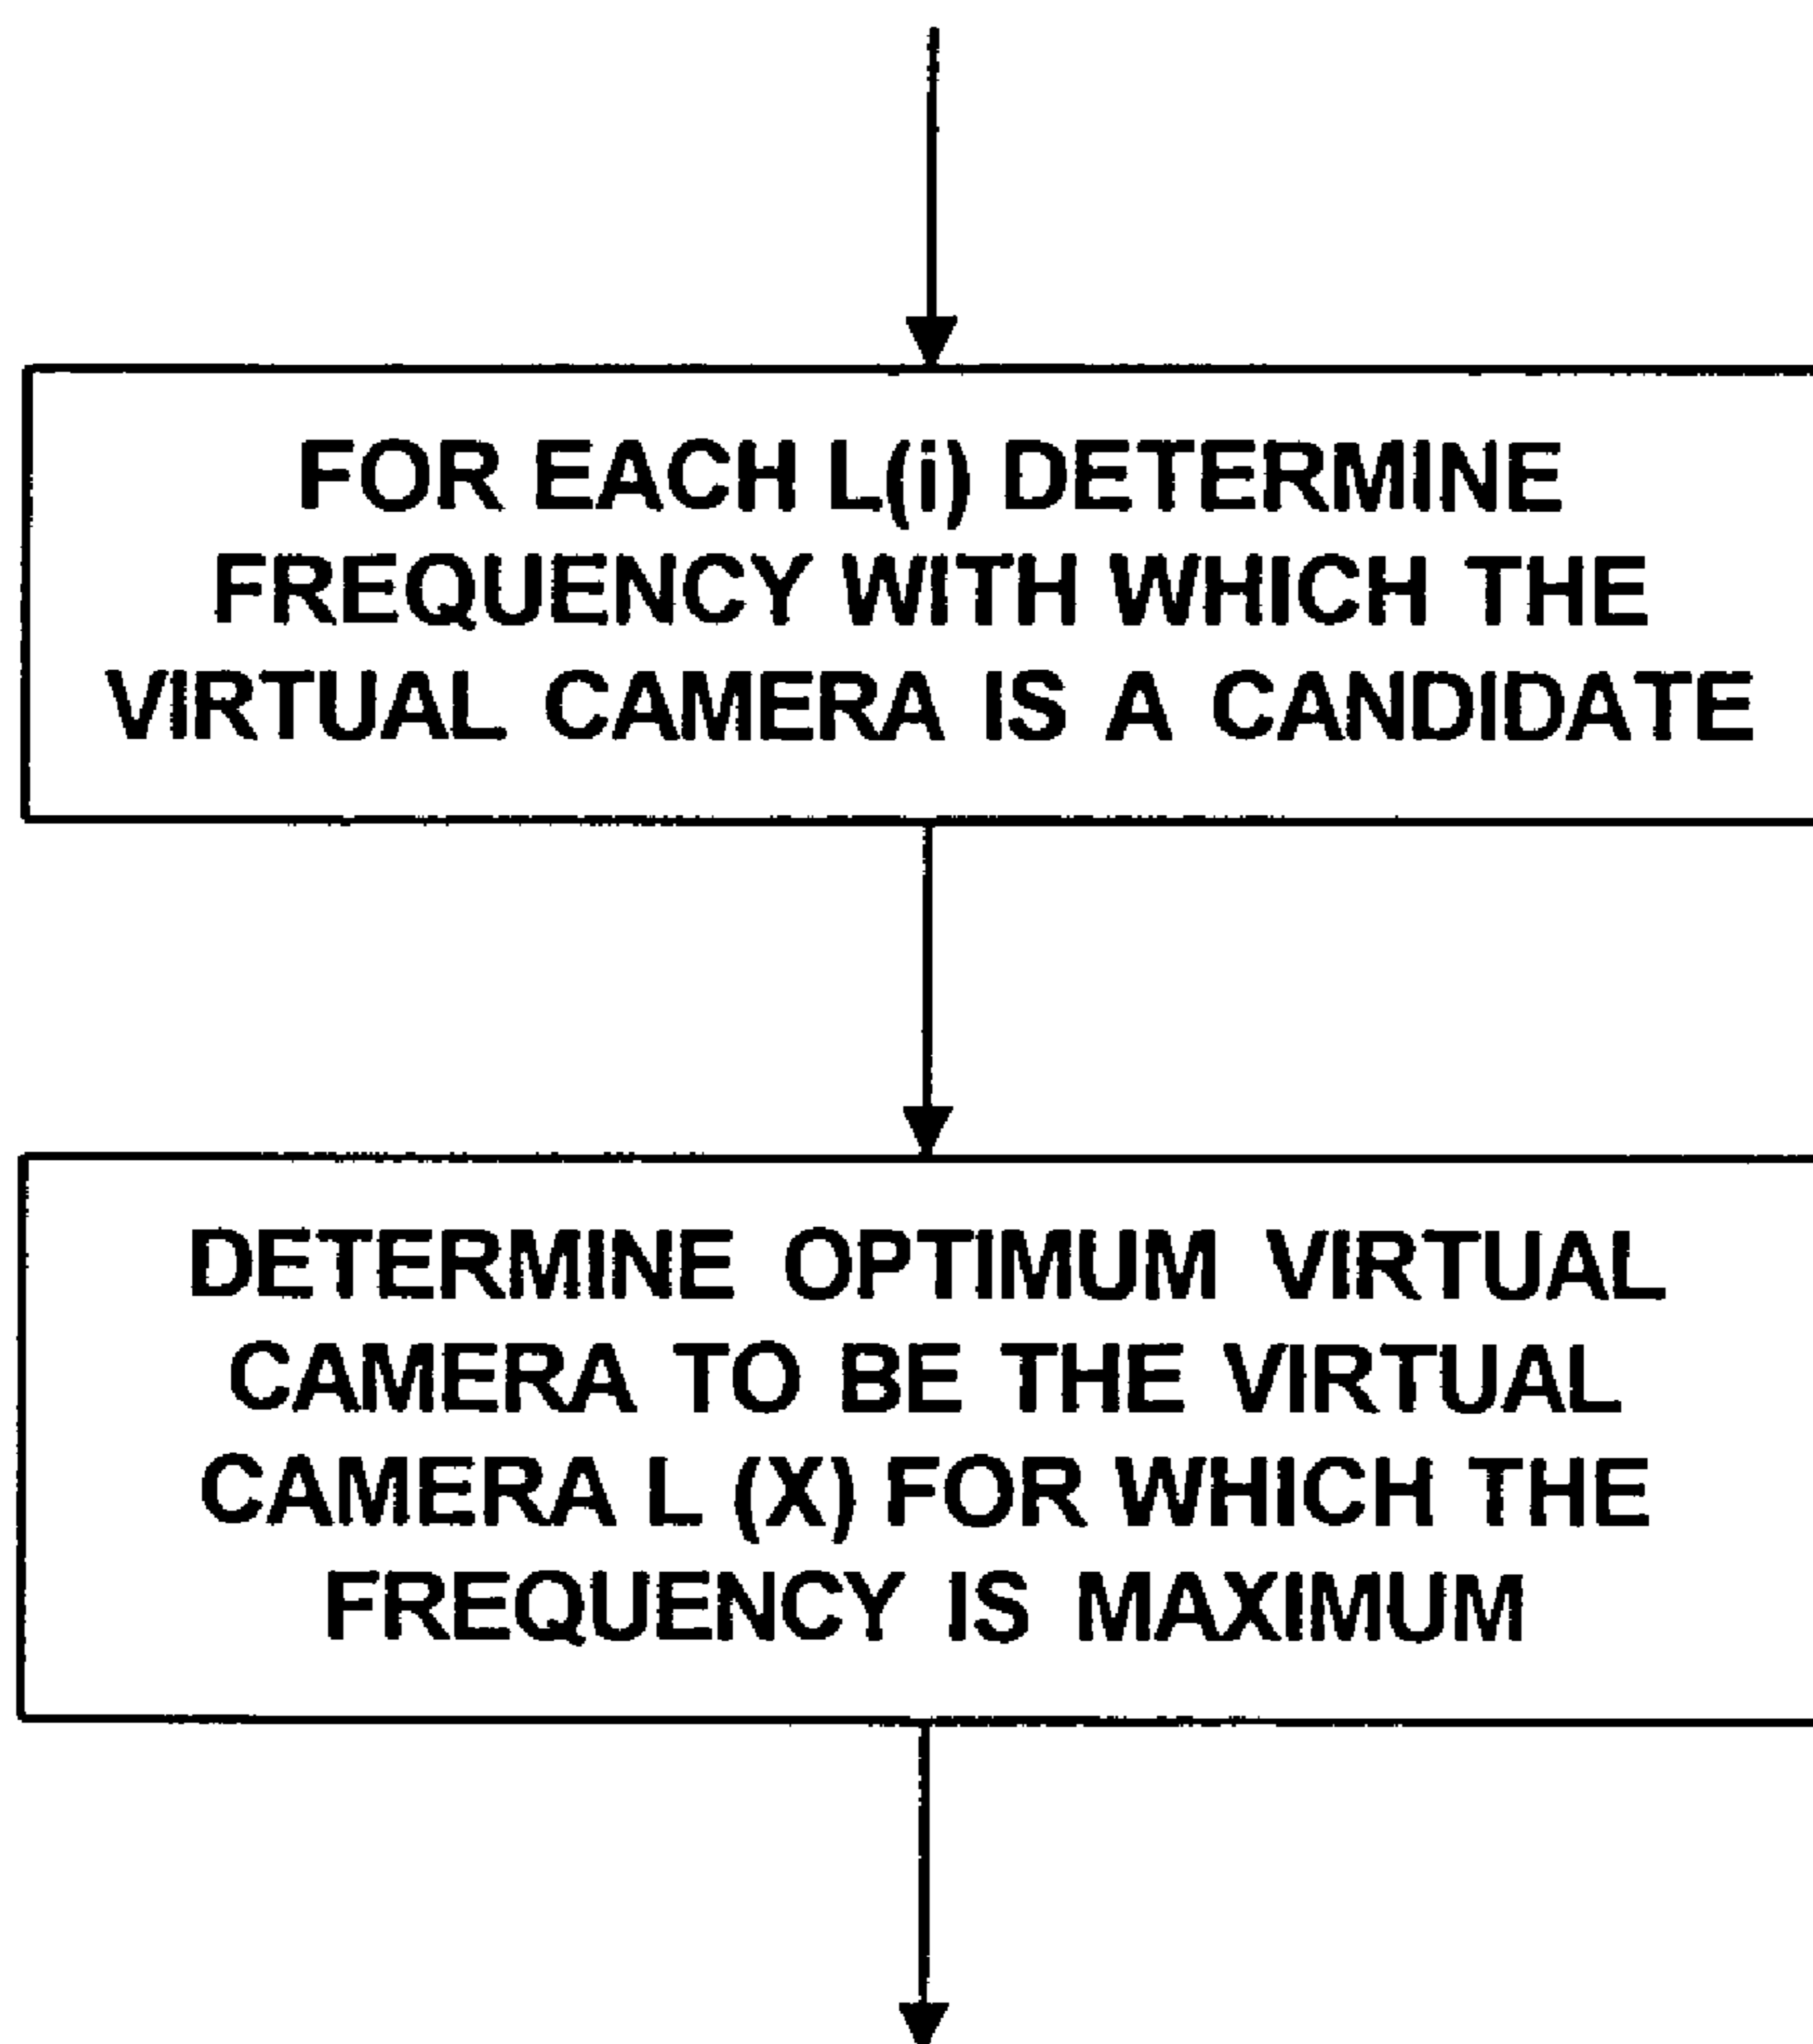 FOR EACH L(i) DETERMINE
FREQUENCY WITH WHICH THE
VIRTUAL CAMERA IS A CANDIDATE
DETERMINE OPTIMUM VIRTUAL
CAMERA TO BE THE VIRTUAL
CAMERA L (X) FOR WHICH THE
FREQUENCY IS MAXIMUM